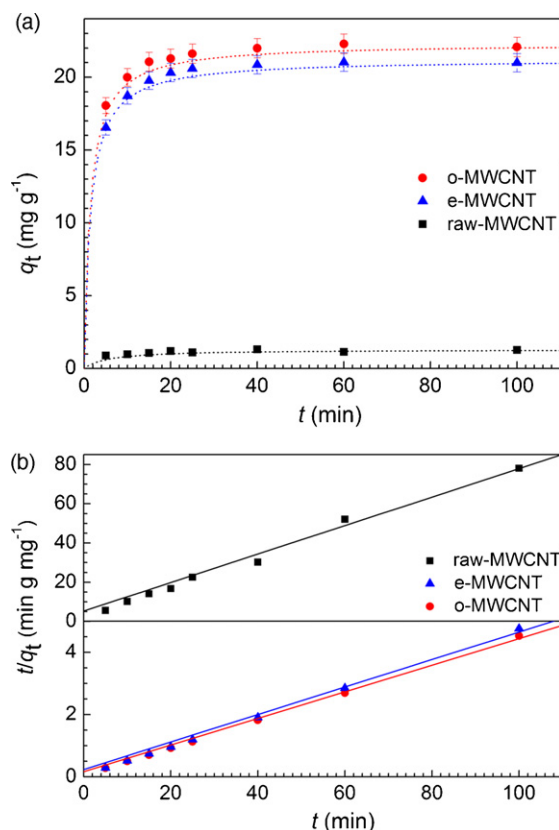 (a)
25
20
15
10
5
0
qt (mg g-1)
o-MWCNT
e-MWCNT
raw-MWCNT
0 20 40 60 80 100
t (min)
(b)
80
60
40
20
0
raw-MWCNT
e-MWCNT
o-MWCNT
4
2
0
t/qt (min g mg-1)
0 20 40 60 80 100
t (min)